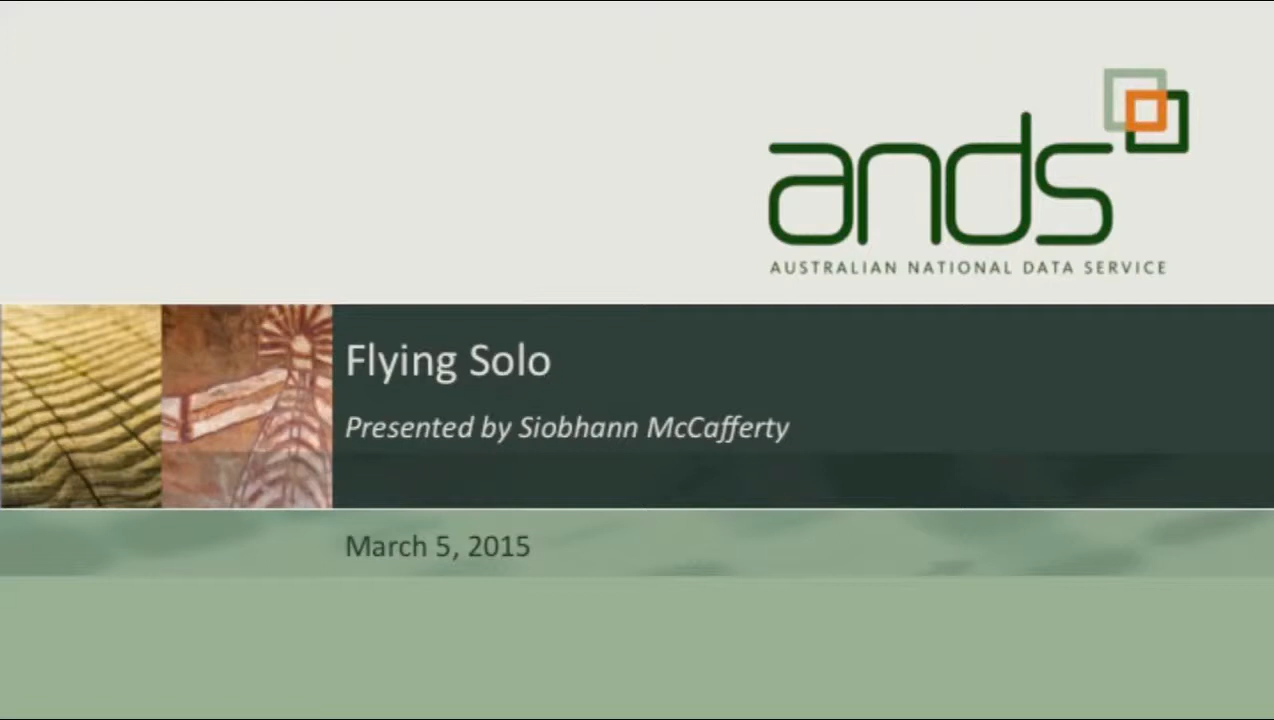 ands
AUSTRALIAN NATIONAL DATA SERVICE
Flying Solo
Presented by Siobhann McCafferty
March 5, 2015